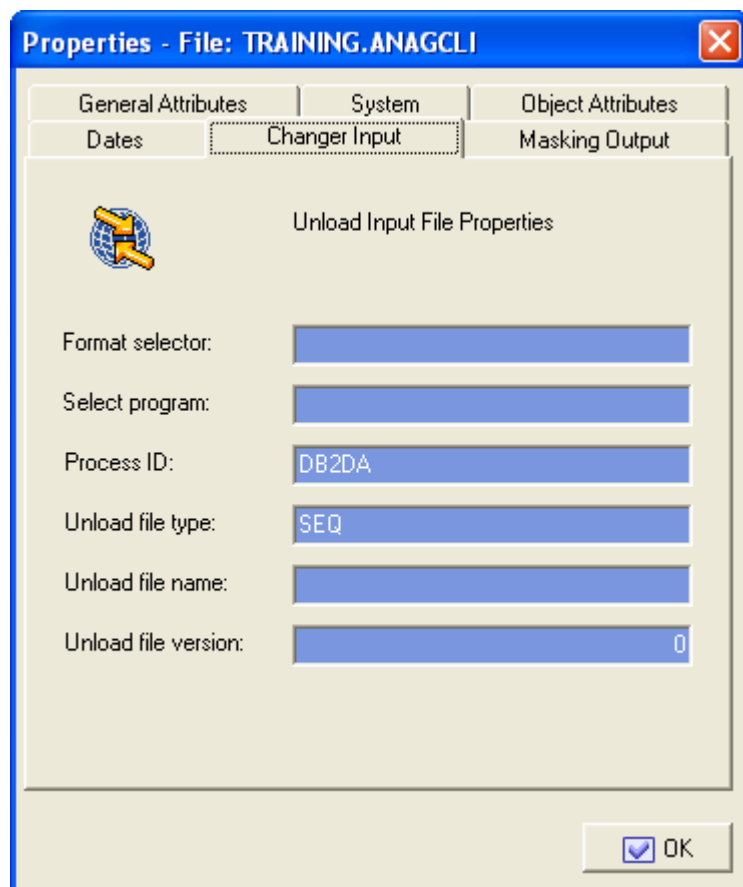 Properties - File: TRAINING.ANAGCLI
General Attributes System Object Attributes
Dates Changer Input Masking Output
Unload Input File Properties
Format selector:
Select program:
Process ID: DB2DA
Unload file type: SEQ
Unload file name:
Unload file version: 0
OK